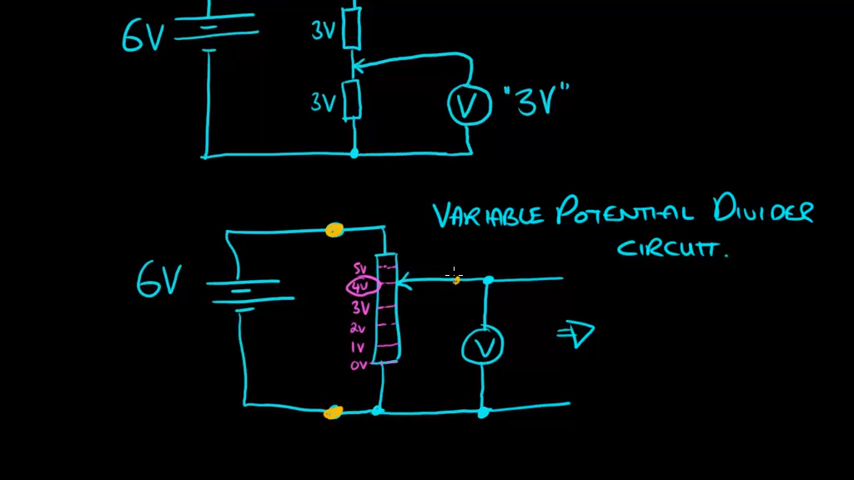 6V
3V
3V
V
"3V"
VARIABLE POTENTIAL DIVIDER
CIRCUIT.
6V
5V
4V
3V
2V
1V
0V
V